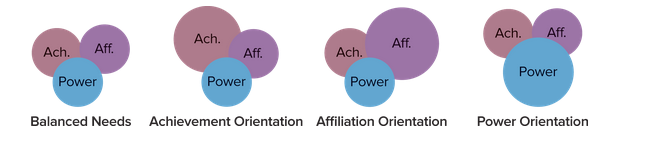 Ach.
Aff.
Power
Balanced Needs
Ach.
Aff.
Power
Achievement Orientation
Ach.
Aff.
Power
Affiliation Orientation
Ach.
Aff.
Power
Power Orientation